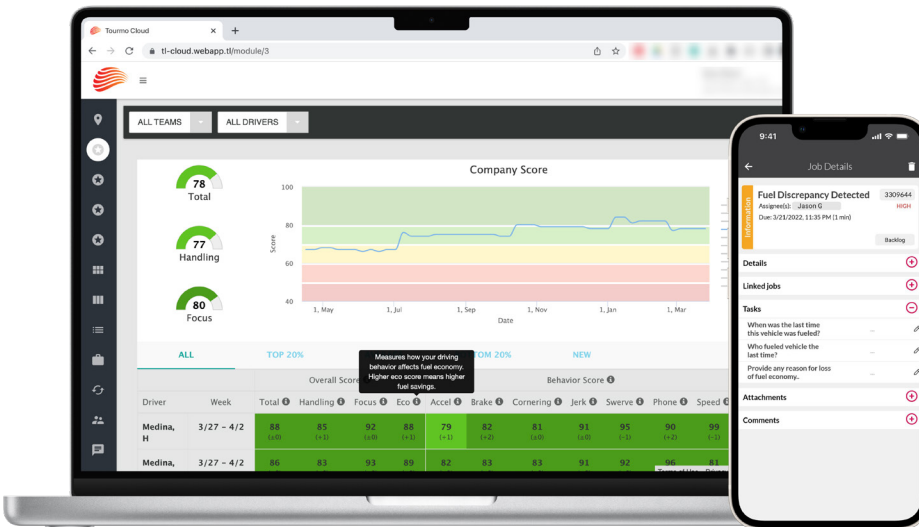 Tourmo Cloud
tl-cloud.webapp.tl/module/3
ALL TEAMS
ALL DRIVERS
78
Total
77
Handling
80
Focus
Company Score
Score
100
80
60
40
1, May
1, Jul
1, Sep
1, Nov
1, Jan
1, Mar
Date
ALL
TOP 20%
TOM 20%
NEW
Measures how your driving
behavior affects fuel economy.
Higher eco score means higher
fuel savings.
Overall Score
Behavior Score
Driver Week Total Handling Focus Eco Accel Brake Cornering Jerk Swerve Phone Speed
Medina, H 3/27 - 4/2 88 85 92 88 79 82 81 91 95 90 99
(±0) (+1) (±0) (+1) (+1) (+2) (±0) (±0) (-1) (+2) (-1)
Medina, 3/27 - 4/2 86 83 93 89 82 83 83 91 92 96 81
Terms of Use
9:41
Job Details
Information
Fuel Discrepancy Detected
3309644
Assignee(s): Jason G
HIGH
Due: 3/21/2022, 11:35 PM (1 min)
Backlog
Details
Linked jobs
Tasks
When was the last time
this vehicle was fueled?
...
Who fueled vehicle the
last time?
...
Provide any reason for loss
of fuel economy..
...
Attachments
Comments